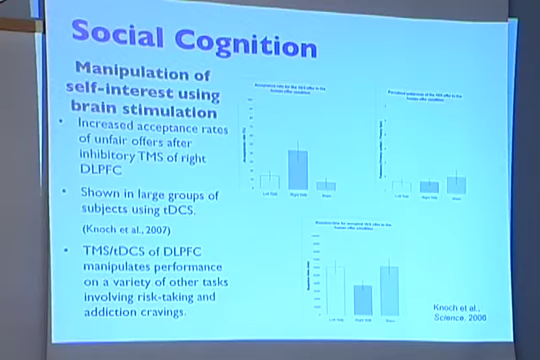 Social Cognition
Manipulation of
self-interest using
brain stimulation
• Increased acceptance rates
of unfair offers after
inhibitory TMS of right
DLPFC
• Shown in large groups of
subjects using tDCS.
(Knoch et al., 2007)
• TMS/tDCS of DLPFC
manipulates performance
on a variety of other tasks
involving risk-taking and
addiction cravings.
Knoch et al.,
Science. 2006